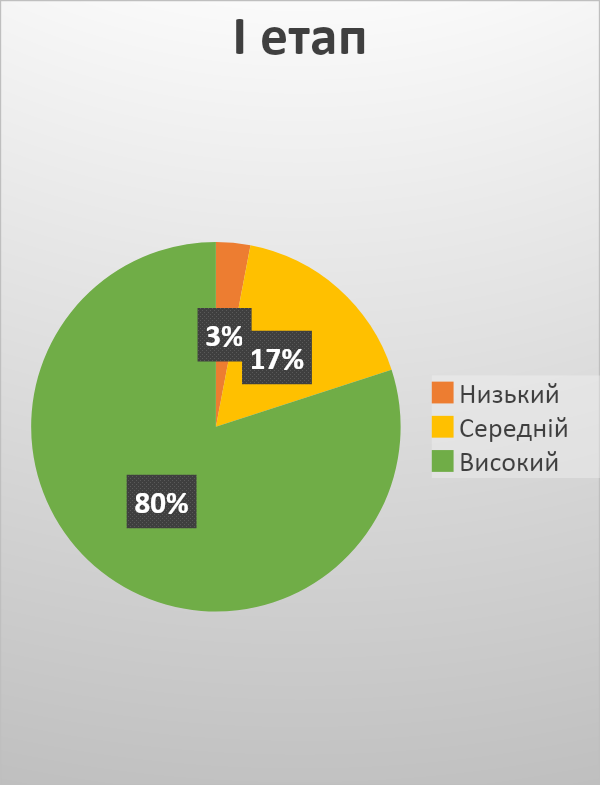 І етап
3%
17%
80%
Низький
Середній
Високий